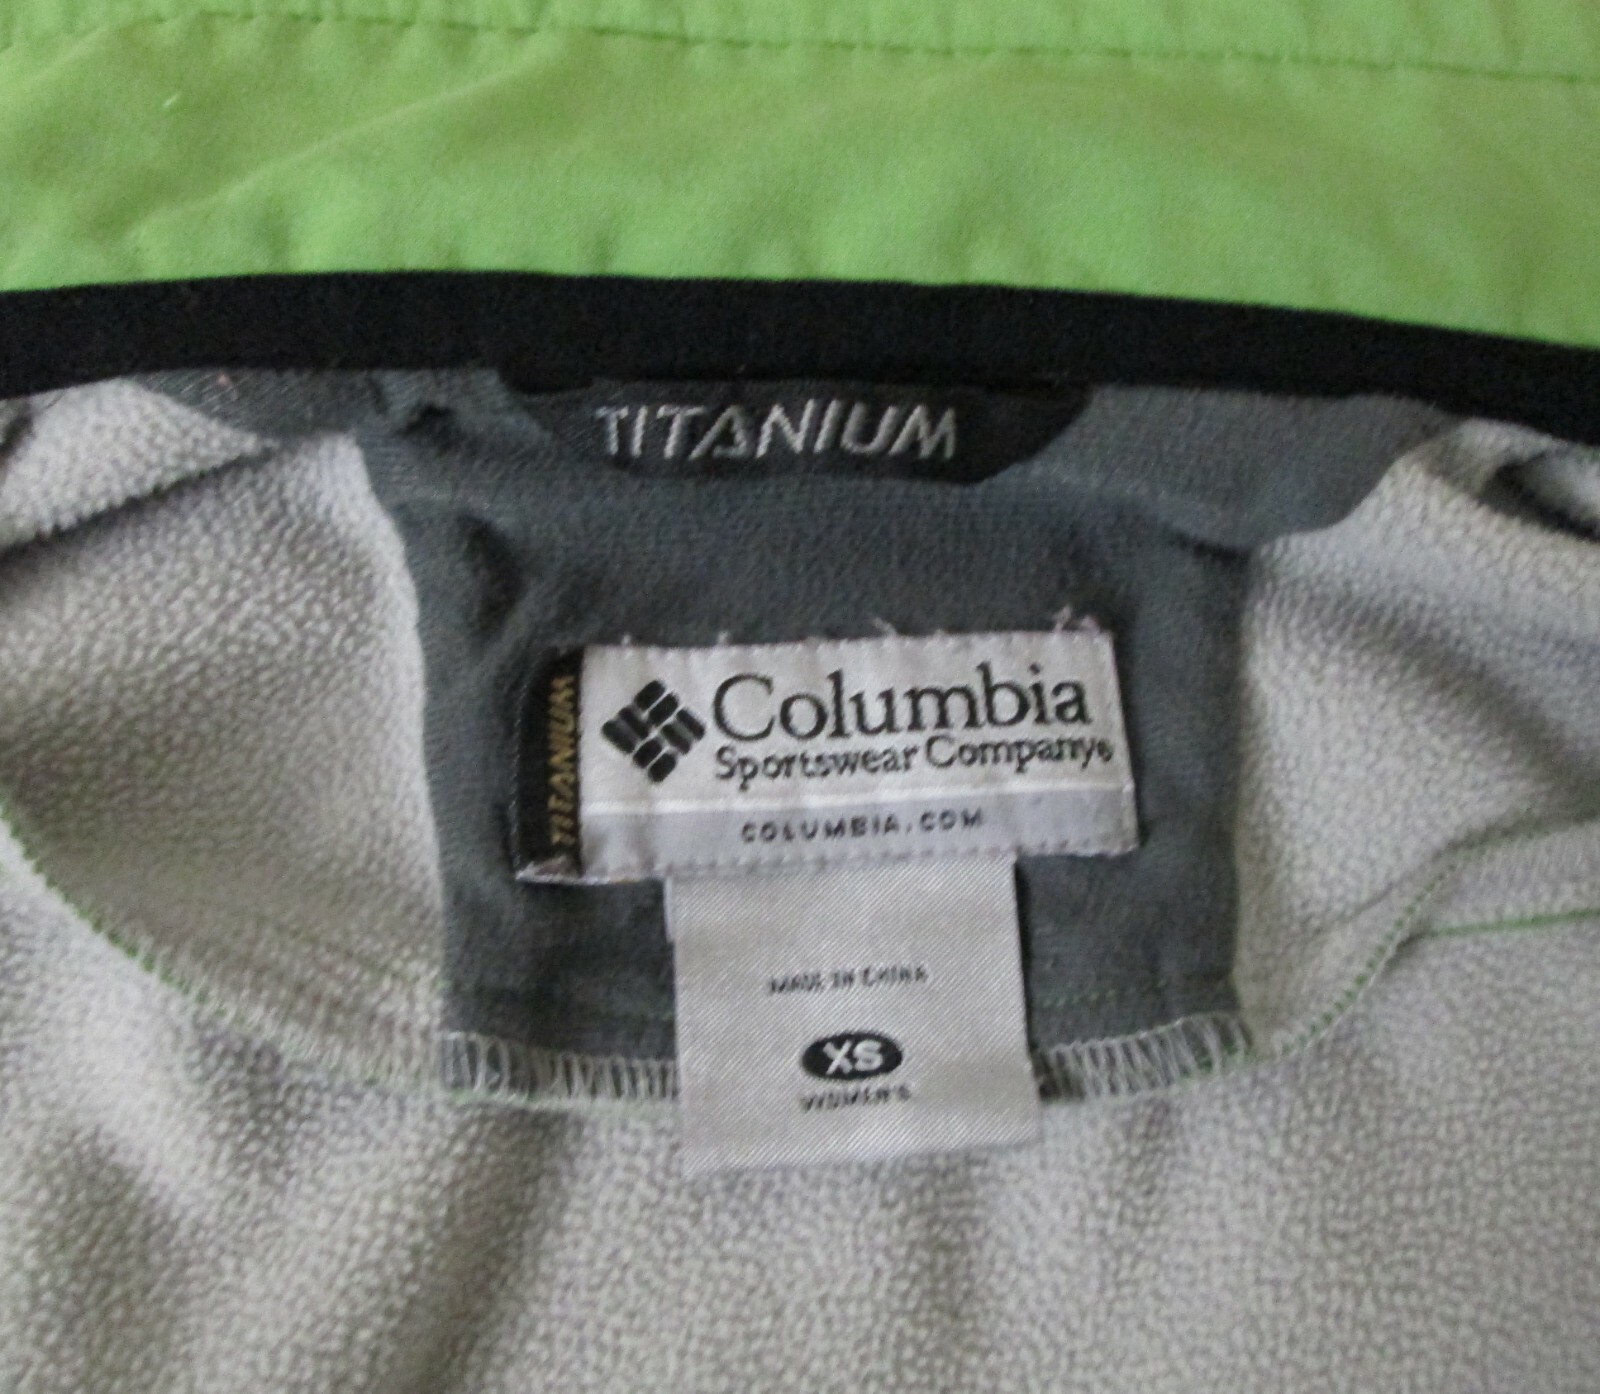 TITANIUM
TITANIUM
Columbia
Sportswear Company®
COLUMBIA.COM
MADE IN CHINA
XS
WOMEN'S